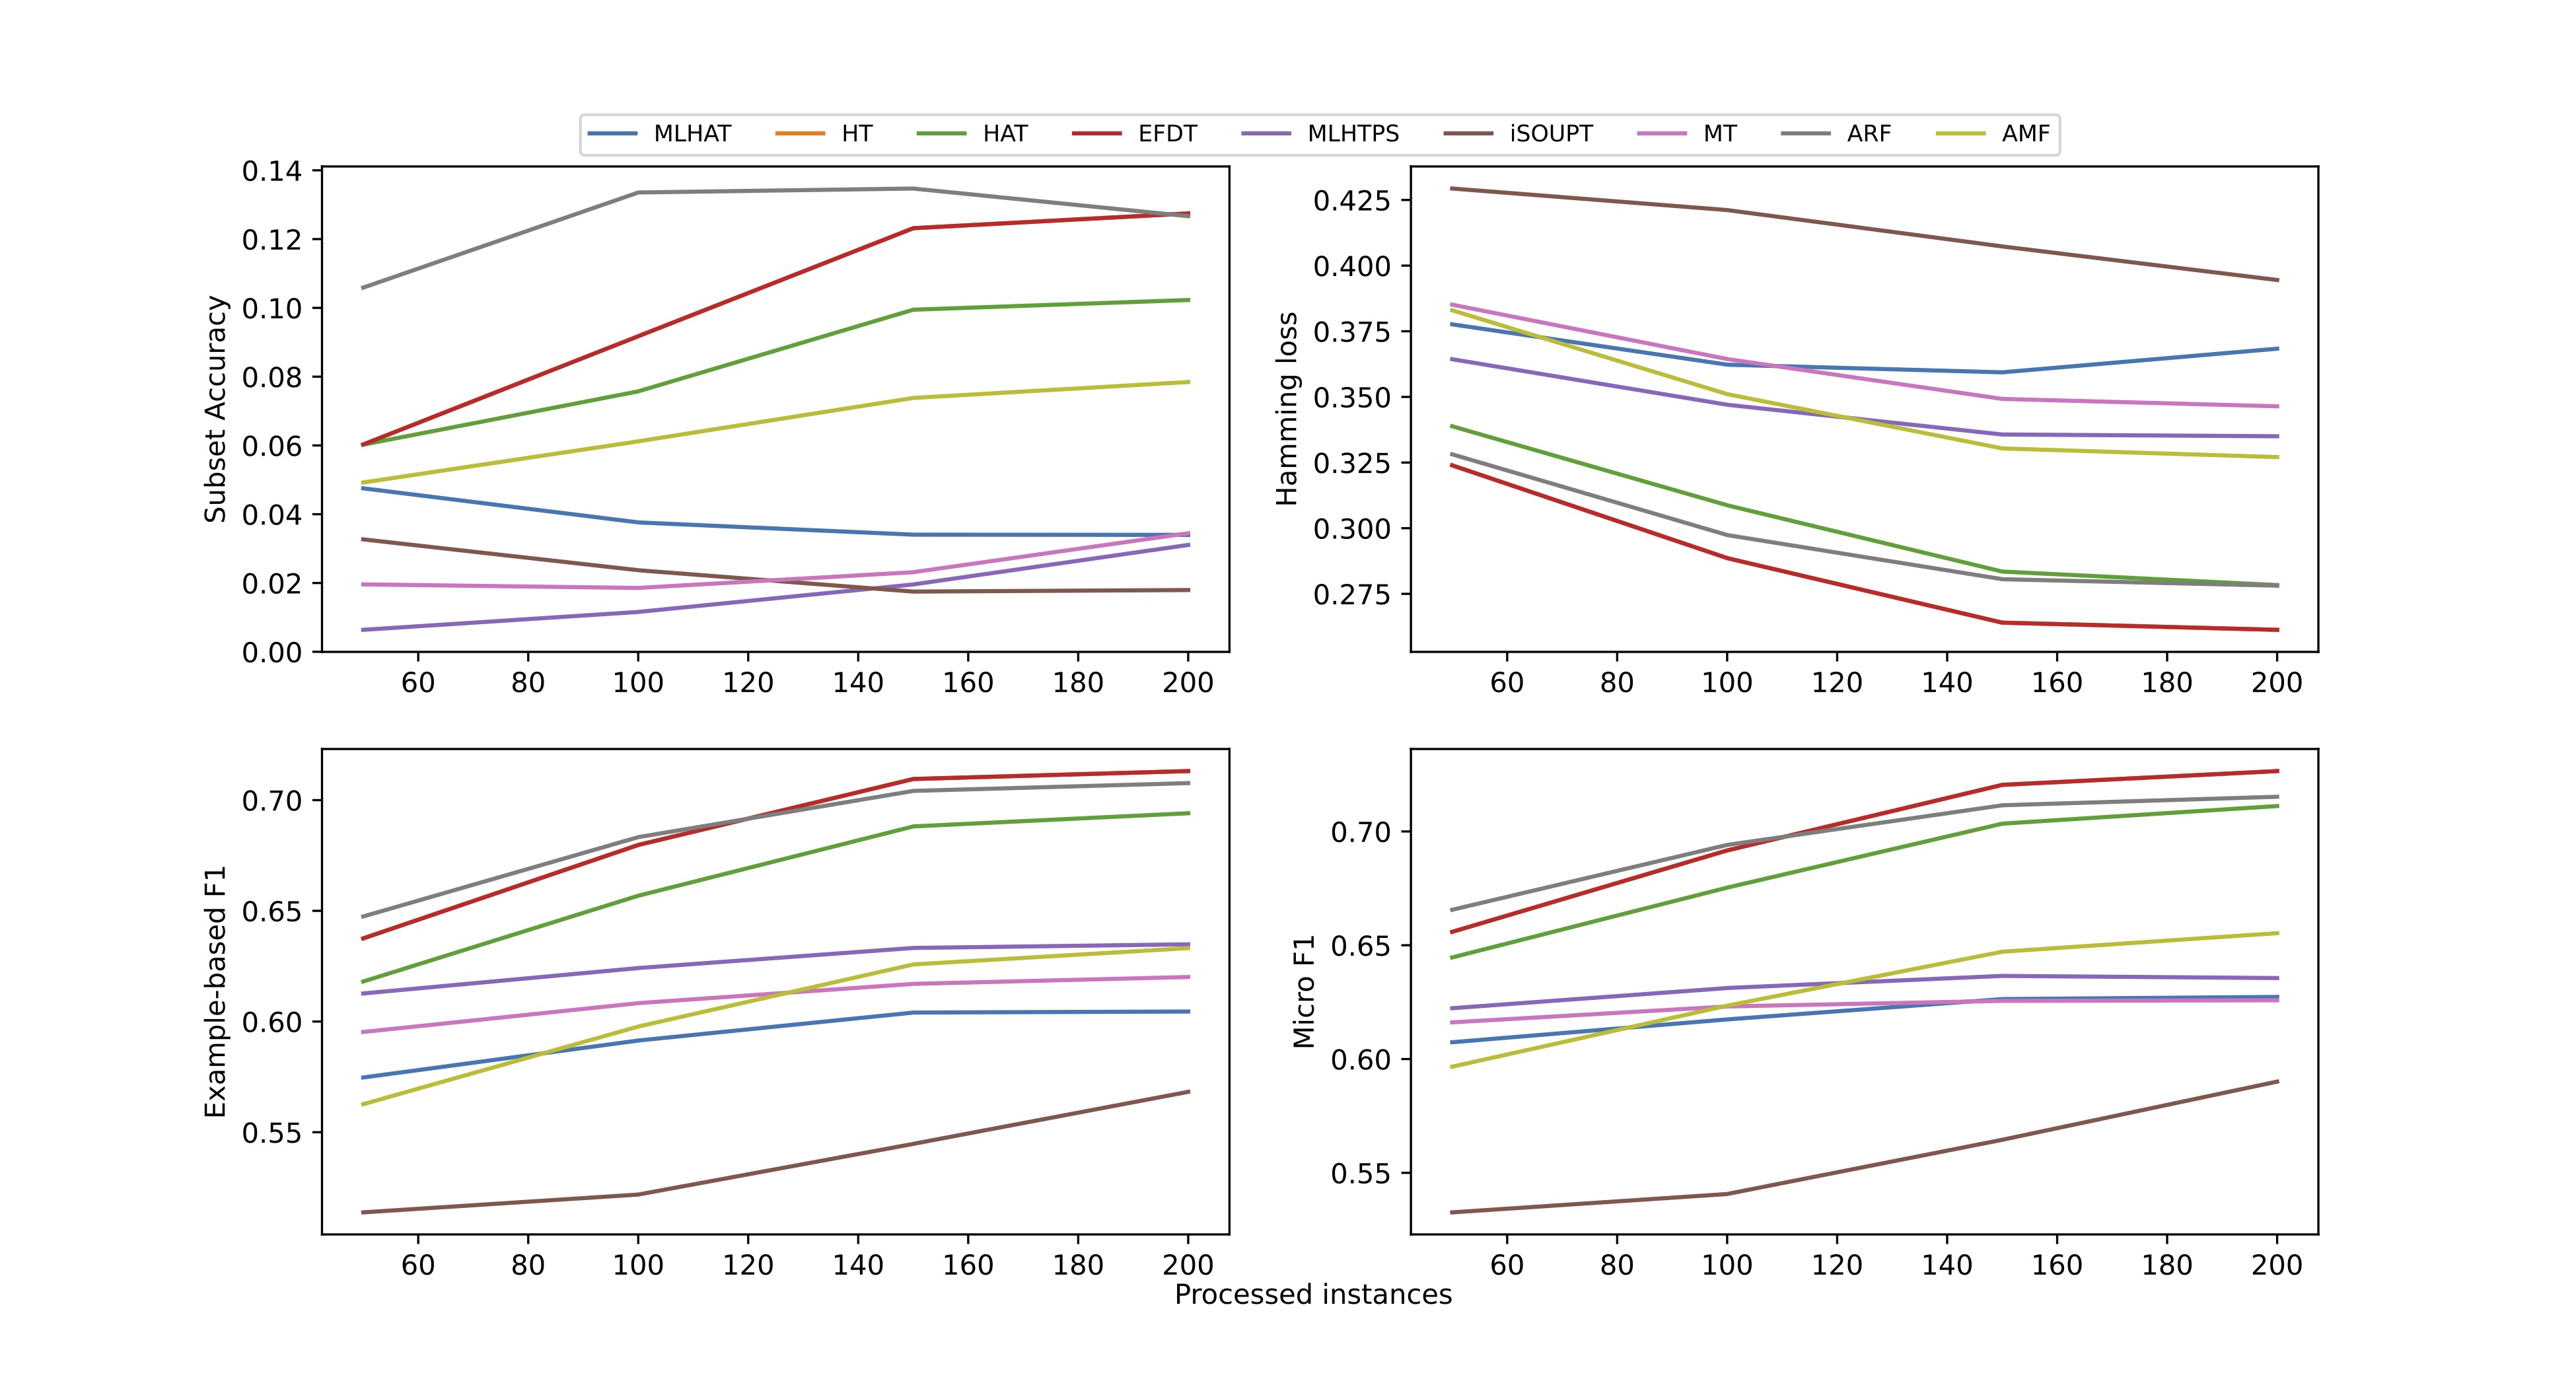 MLHAT HT HAT EFDT MLHTPS iSOUPT MT ARF AMF
Subset Accuracy
0.14
0.12
0.10
0.08
0.06
0.04
0.02
0.00
60 80 100 120 140 160 180 200
Hamming loss
0.425
0.400
0.375
0.350
0.325
0.300
0.275
60 80 100 120 140 160 180 200
Example-based F1
0.70
0.65
0.60
0.55
60 80 100 120 140 160 180 200
Micro F1
0.70
0.65
0.60
0.55
60 80 100 120 140 160 180 200
Processed instances